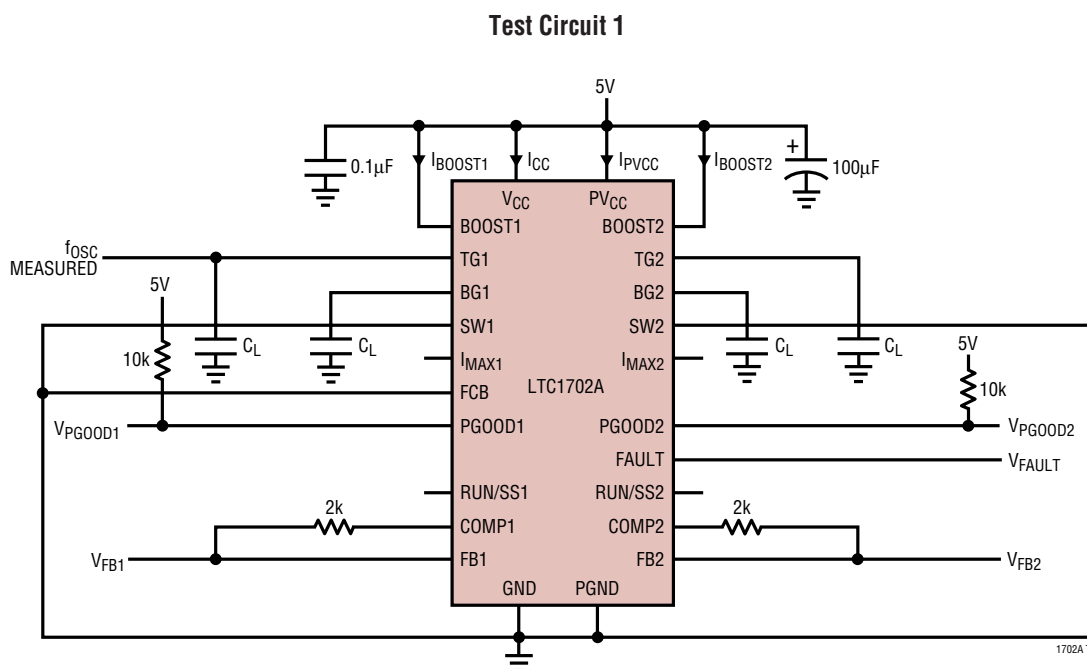 Test Circuit 1
5V
0.1µF
IBOOST1
ICC
IPVCC
IBOOST2
+
100µF
VCC
PVCC
BOOST1
BOOST2
fOSC
MEASURED
TG1
TG2
5V
BG1
BG2
SW1
SW2
10k
CL
CL
CL
CL
5V
IMAX1
IMAX2
LTC1702A
10k
FCB
VPGOOD1
PGOOD1
PGOOD2
VPGOOD2
FAULT
VFAULT
RUN/SS1
RUN/SS2
2k
2k
COMP1
COMP2
VFB1
FB1
FB2
VFB2
GND
PGND
1702A